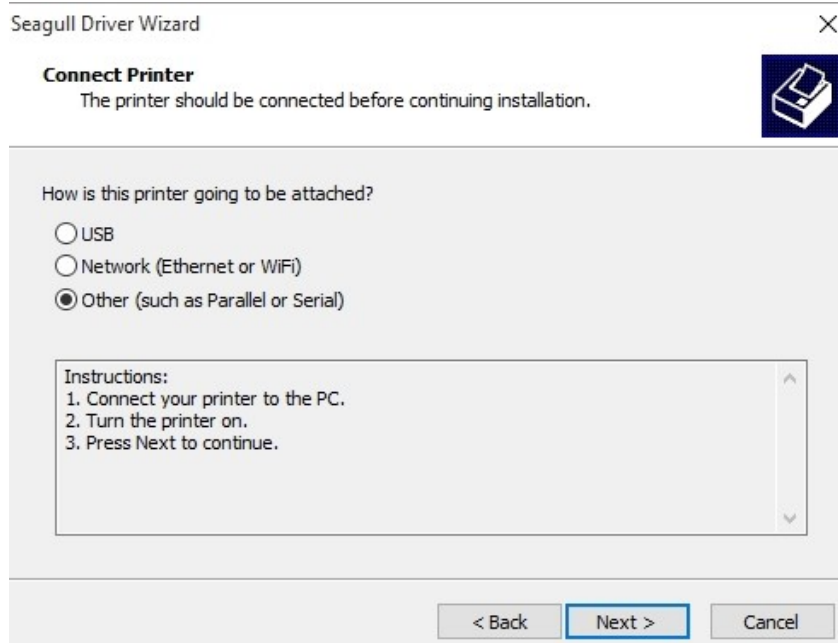 Seagull Driver Wizard
Connect Printer
The printer should be connected before continuing installation.
How is this printer going to be attached?
USB
Network (Ethernet or WiFi)
Other (such as Parallel or Serial)
Instructions:
1. Connect your printer to the PC.
2. Turn the printer on.
3. Press Next to continue.
< Back Next > Cancel